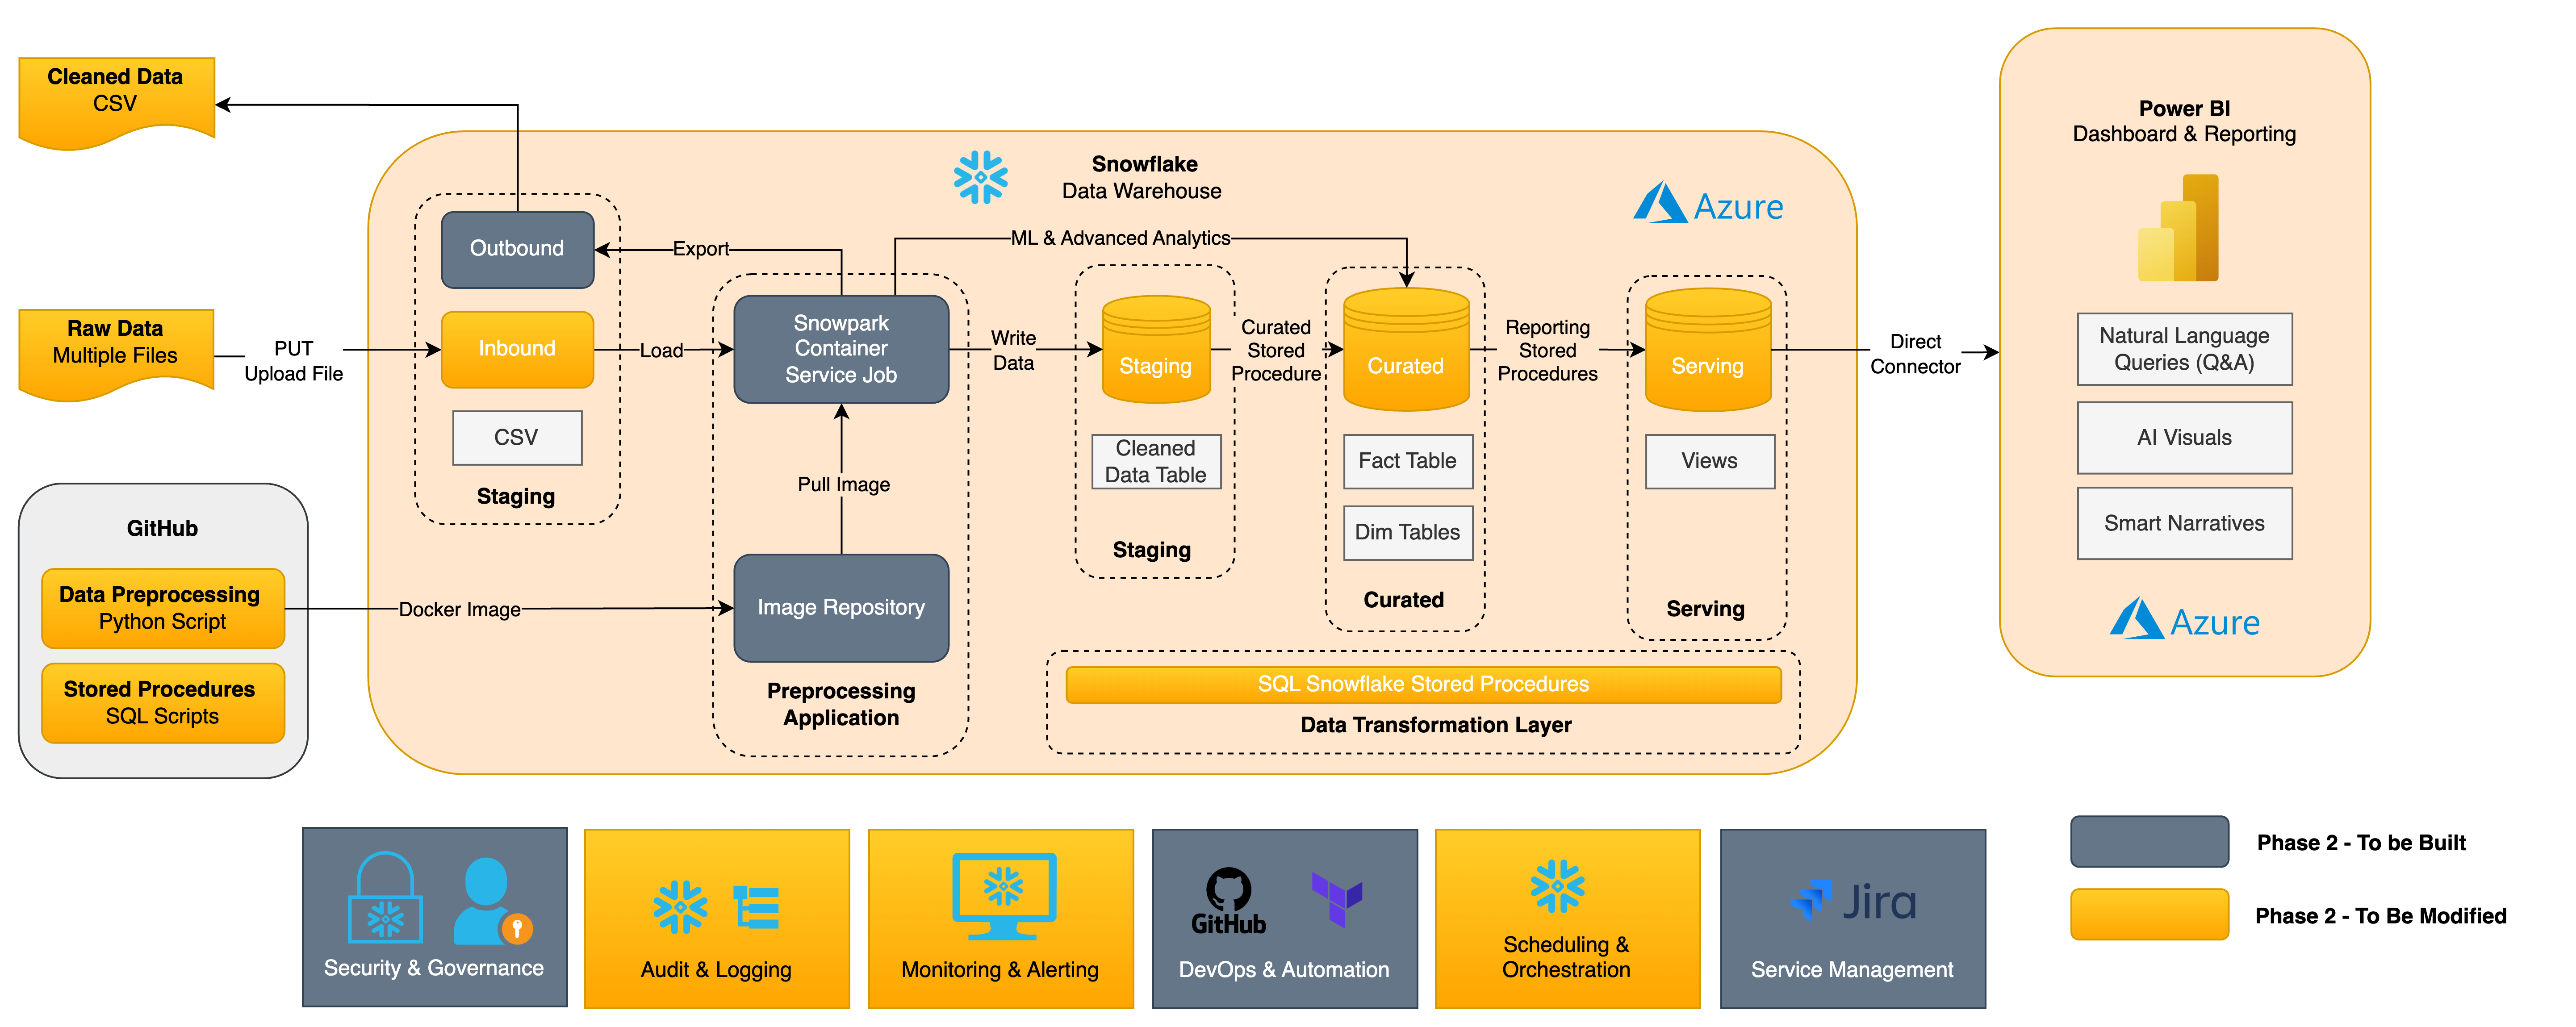 Cleaned Data
CSV
Raw Data
Multiple Files
PUT
Upload File
GitHub
Data Preprocessing
Python Script
Stored Procedures
SQL Scripts
Docker Image
Snowflake
Data Warehouse
Azure
Outbound
Inbound
CSV
Staging
Export
Load
ML & Advanced Analytics
Snowpark
Container
Service Job
Pull Image
Image Repository
Preprocessing
Application
Write
Data
Staging
Cleaned
Data Table
Staging
Curated
Stored
Procedure
Curated
Fact Table
Dim Tables
Curated
Reporting
Stored
Procedures
Serving
Views
Serving
SQL Snowflake Stored Procedures
Data Transformation Layer
Direct
Connector
Power BI
Dashboard & Reporting
Natural Language
Queries (Q&A)
AI Visuals
Smart Narratives
Azure
Security & Governance
Audit & Logging
Monitoring & Alerting
GitHub
DevOps & Automation
Scheduling &
Orchestration
Jira
Service Management
Phase 2 - To be Built
Phase 2 - To Be Modified